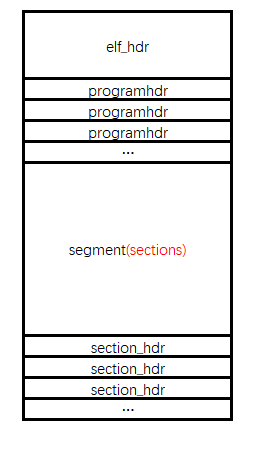 elf_hdr
programhdr
programhdr
programhdr
...
segment(sections)
section_hdr
section_hdr
section_hdr
...